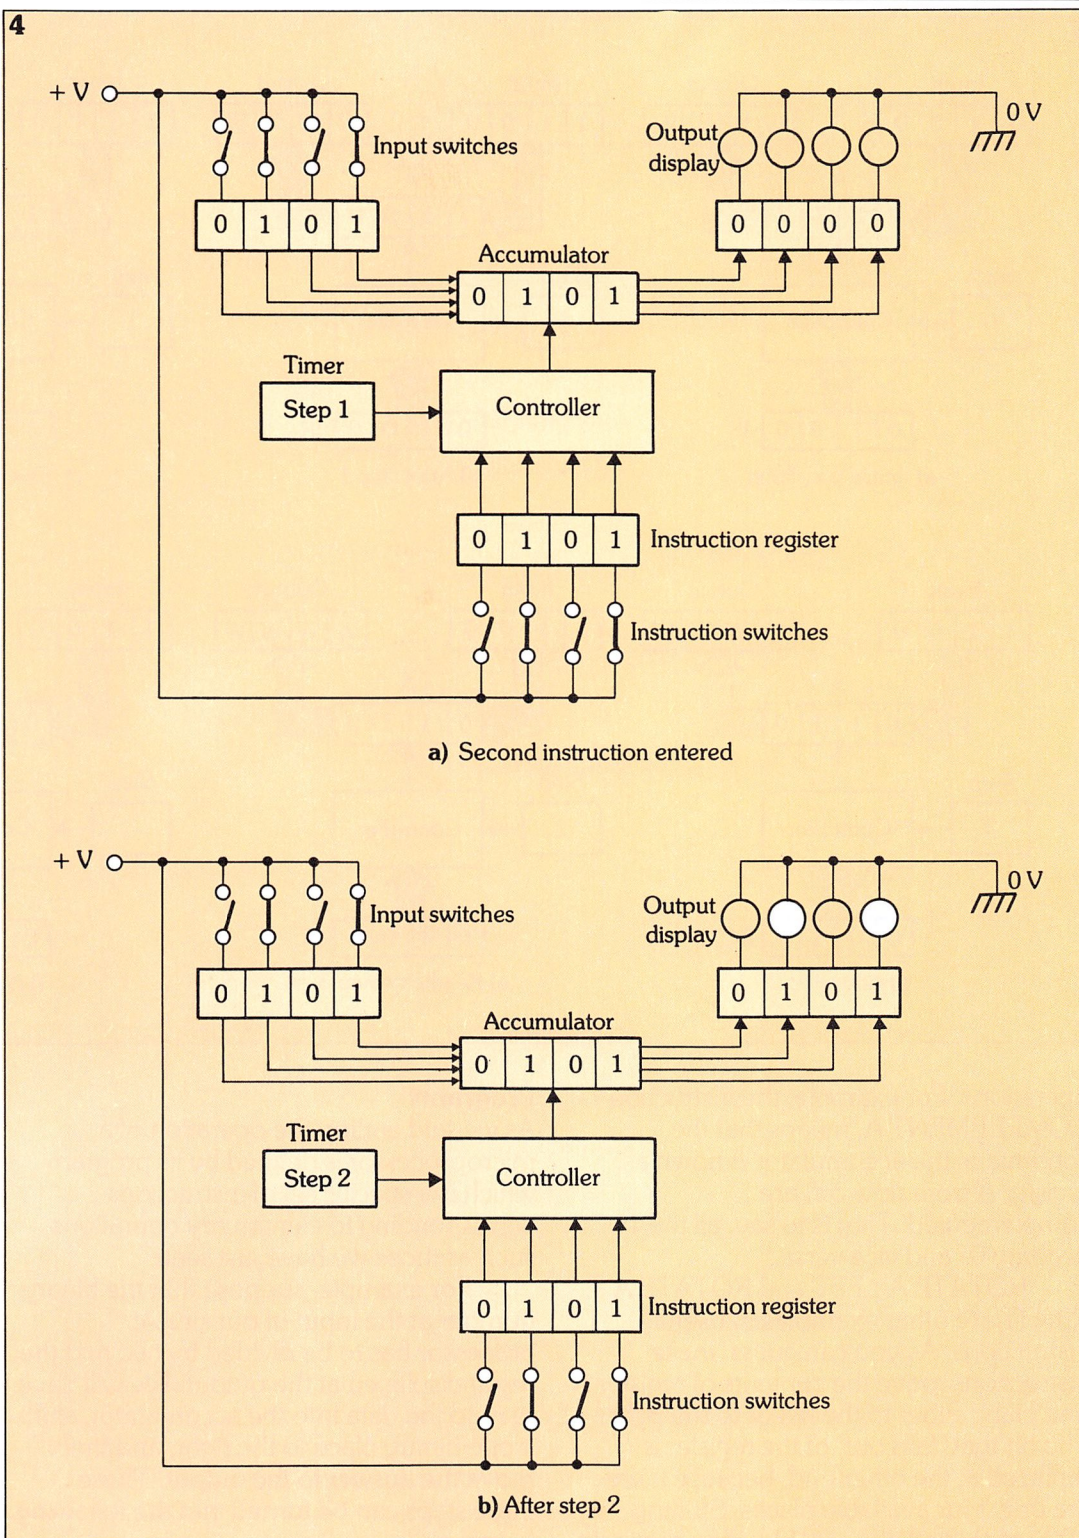 4
+ V
Input switches
0 1 0 1
Output
display
0 V
0 0 0 0
Accumulator
0 1 0 1
Timer
Step 1
Controller
0 1 0 1
Instruction register
Instruction switches
a) Second instruction entered
+ V
Input switches
0 1 0 1
Output
display
0 V
0 1 0 1
Accumulator
0 1 0 1
Timer
Step 2
Controller
0 1 0 1
Instruction register
Instruction switches
b) After step 2